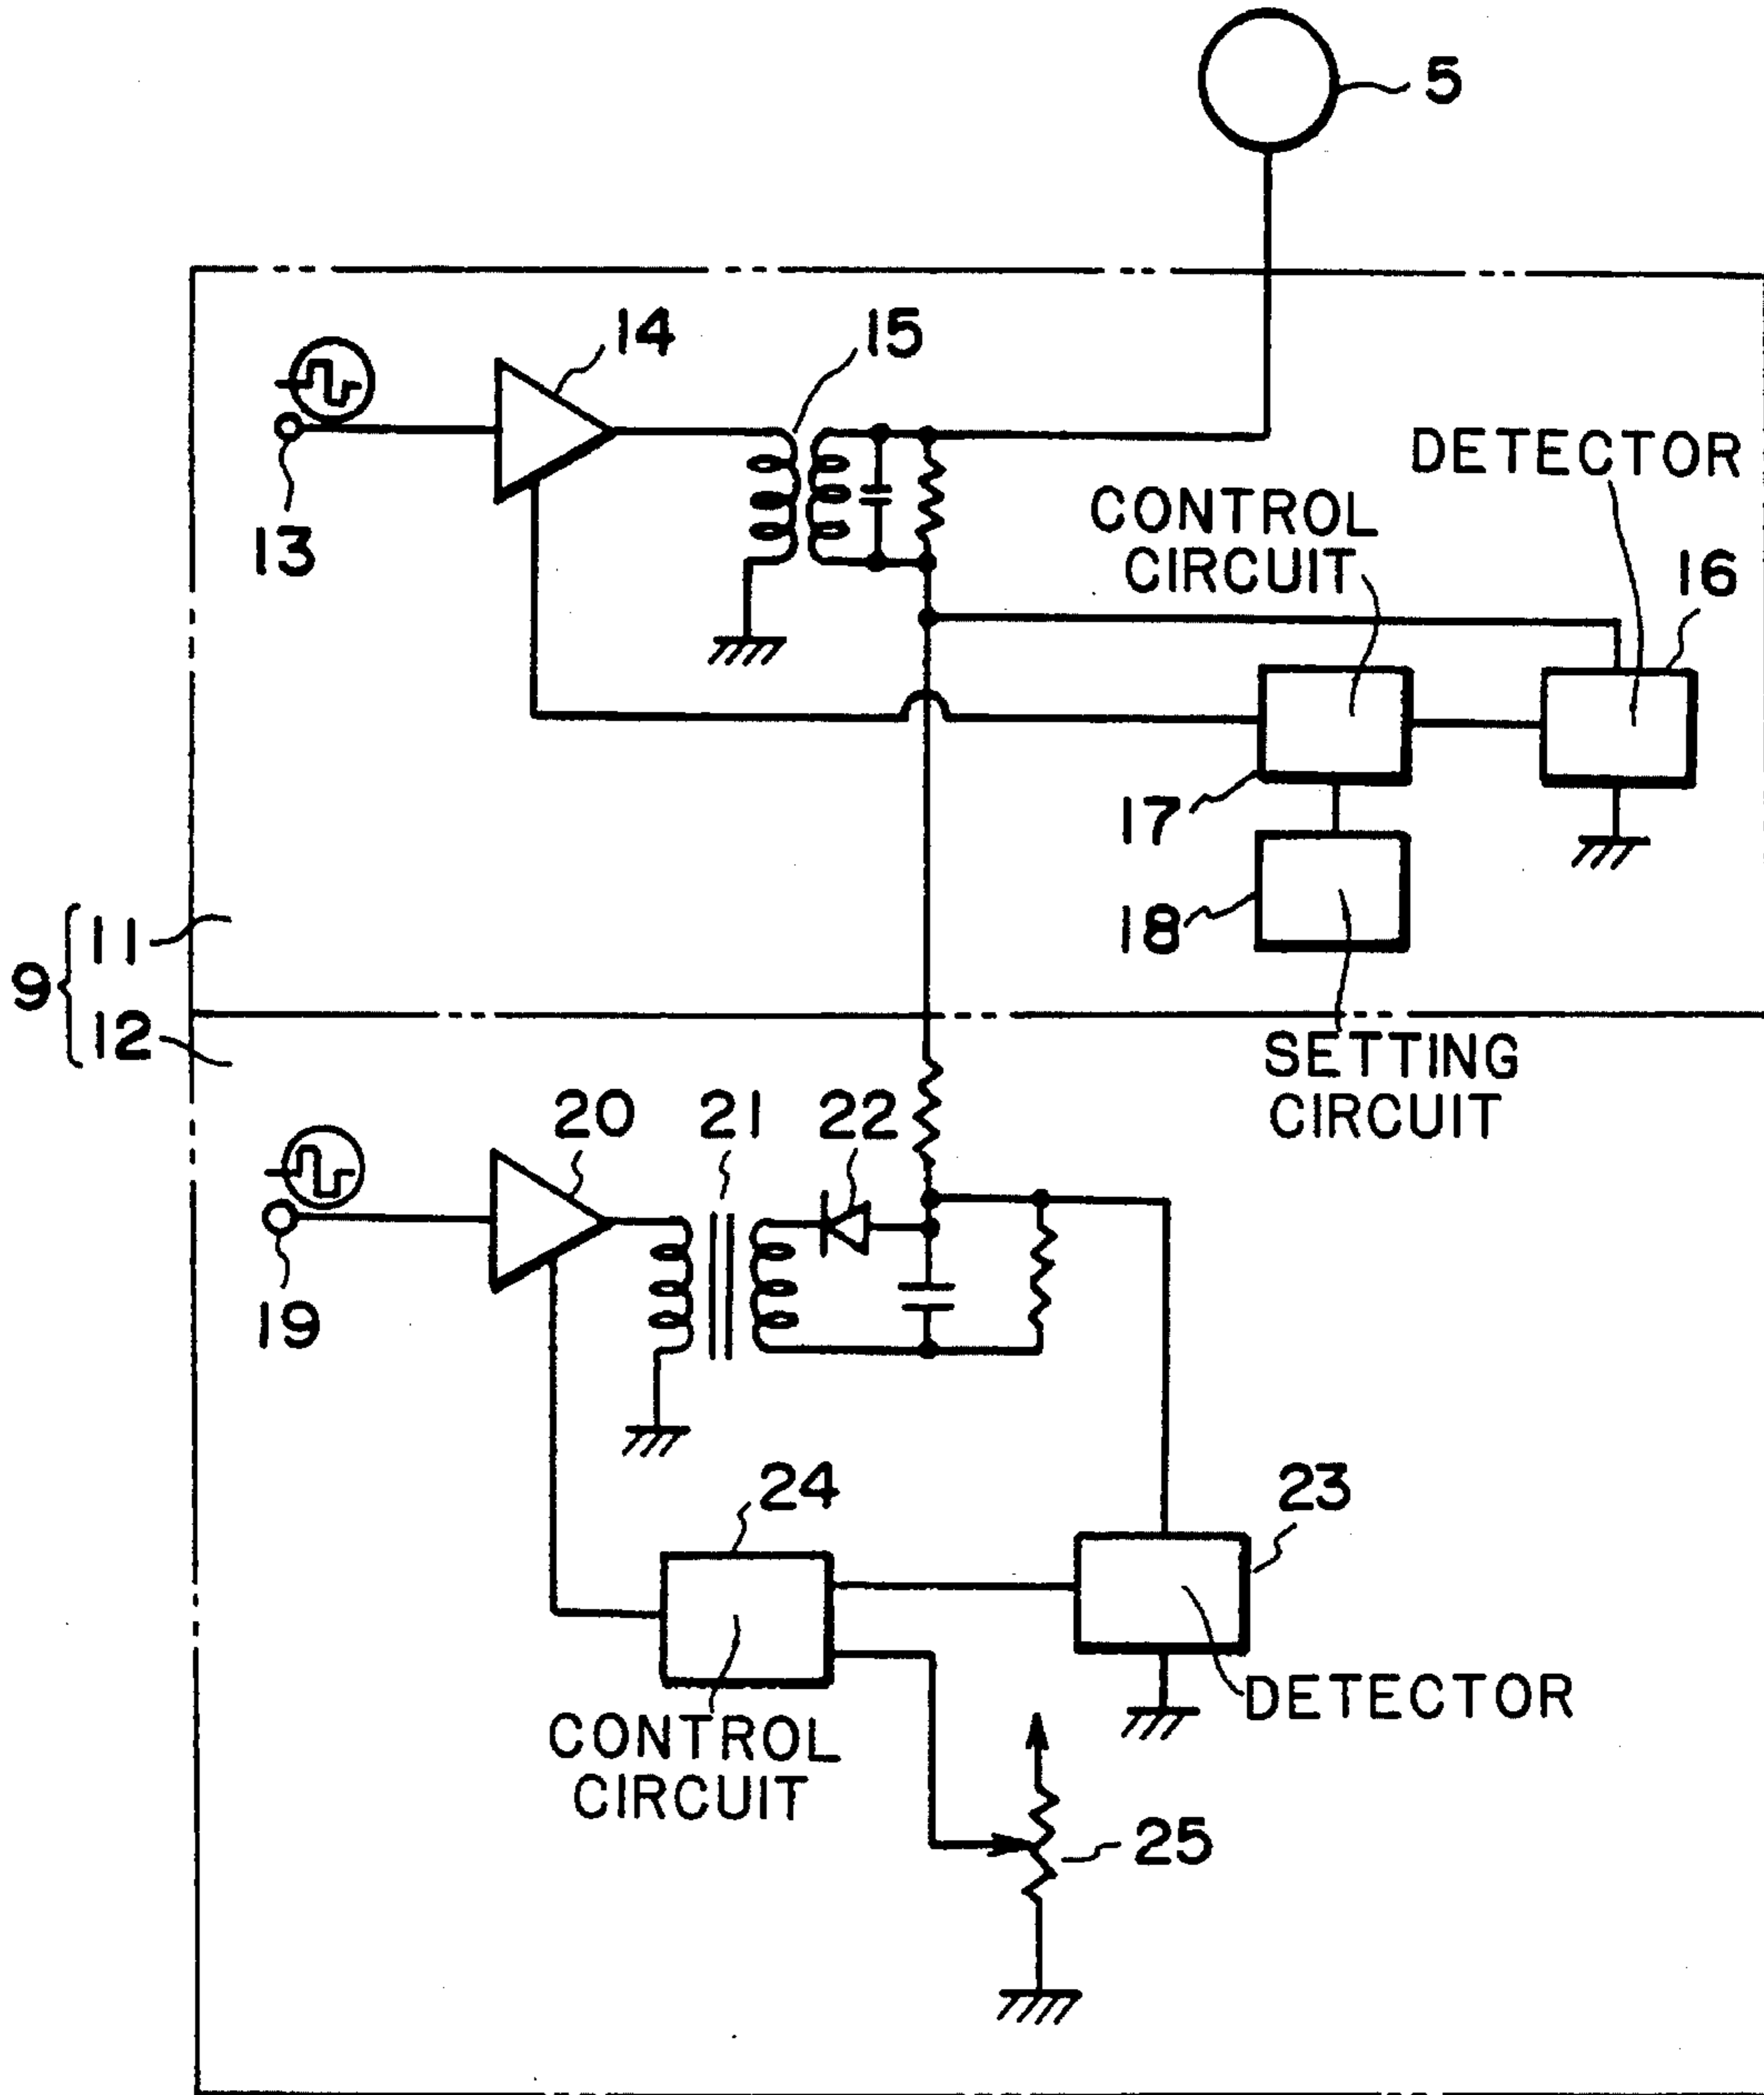 5
14
15
DETECTOR
CONTROL
CIRCUIT
13
16
17
18
9
11
12
SETTING
CIRCUIT
20
21
22
19
24
23
DETECTOR
CONTROL
CIRCUIT
25